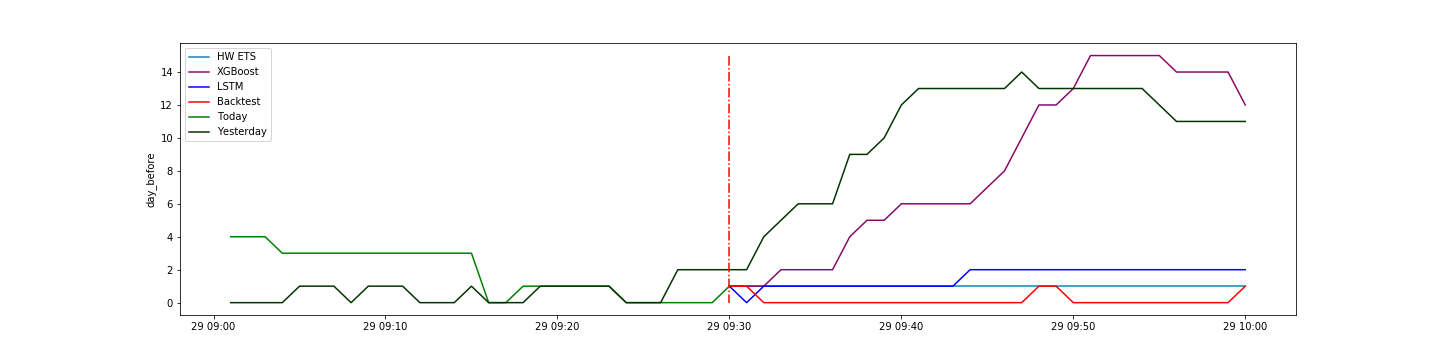 HW ETS
XGBoost
LSTM
Backtest
Today
Yesterday
day_before
14
12
10
8
6
4
2
0
29 09:00 29 09:10 29 09:20 29 09:30 29 09:40 29 09:50 29 10:00